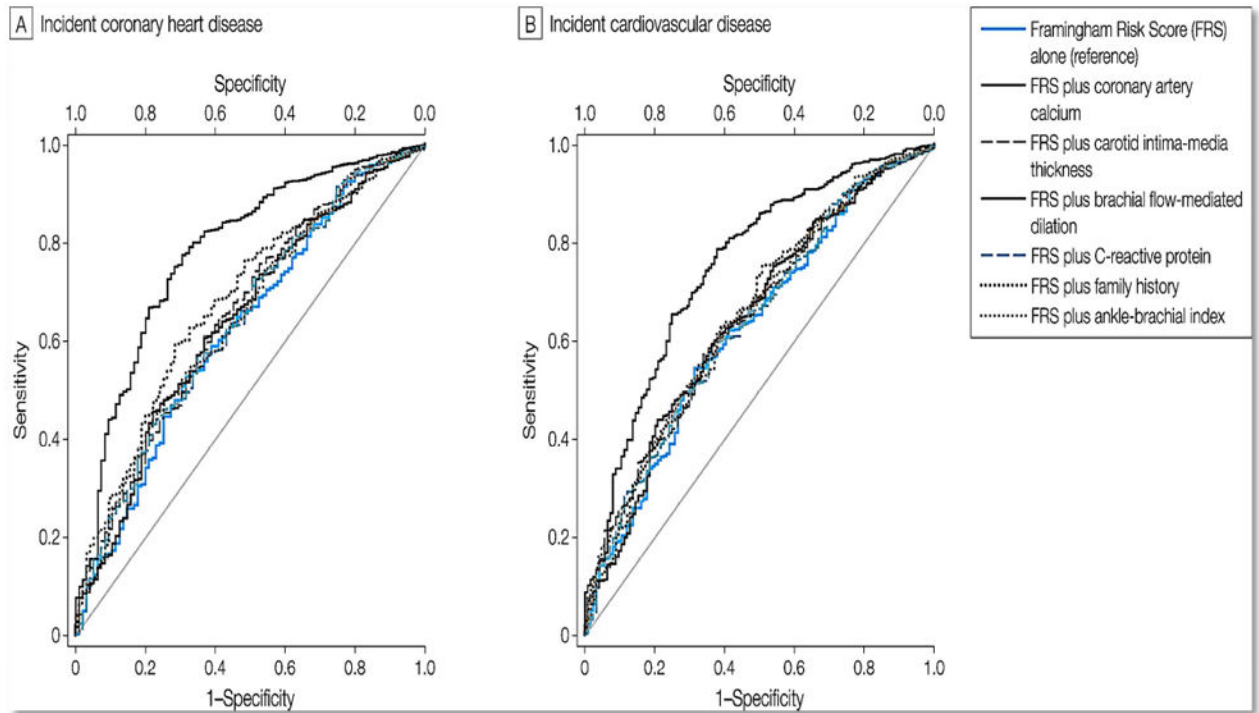 A Incident coronary heart disease
Specificity
1.0 0.8 0.6 0.4 0.2 0.0
1.0
0.8
0.6
0.4
0.2
0
Sensitivity
0 0.2 0.4 0.6 0.8 1.0
1–Specificity
B Incident cardiovascular disease
Specificity
1.0 0.8 0.6 0.4 0.2 0.0
1.0
0.8
0.6
0.4
0.2
0
Sensitivity
0 0.2 0.4 0.6 0.8 1.0
1–Specificity
Framingham Risk Score (FRS)
alone (reference)
FRS plus coronary artery
calcium
FRS plus carotid intima-media
thickness
FRS plus brachial flow-mediated
dilation
FRS plus C-reactive protein
FRS plus family history
FRS plus ankle-brachial index